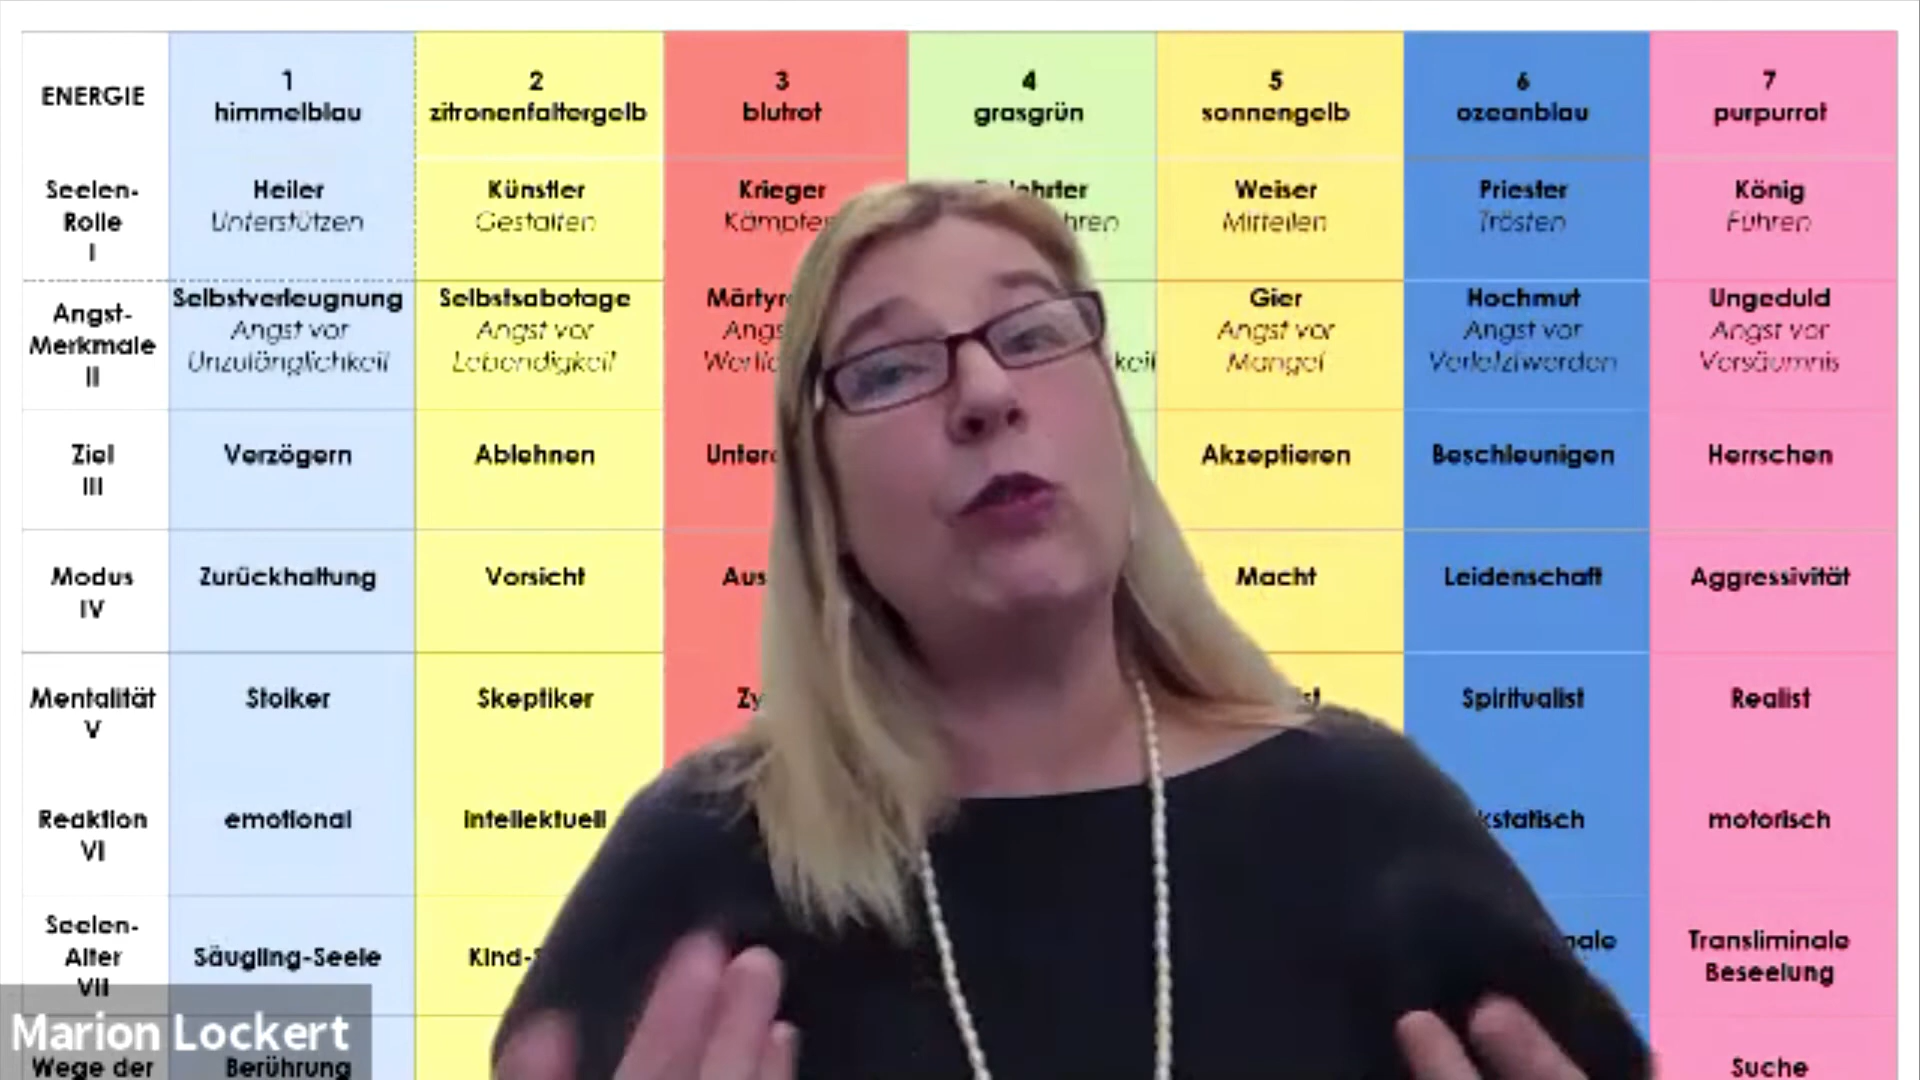 ENERGIE
1
himmelblau
2
zitronenfaltergelb
3
blutrot
4
grasgrün
5
sonnengelb
6
ozeanblau
7
purpurrot
Seelen-
Rolle
I
Heiler
Unterstützen
Künstler
Gestalten
Krieger
Weiser
Mitteilen
Priester
Trösten
König
Führen
Angst-
Merkmale
II
Selbstverleugnung
Angst vor
Unzulänglichkeit
Selbstsabotage
Angst vor
Lebendigkeit
Gier
Angst vor
Mangel
Hochmut
Angst vor
Verletztwerden
Ungeduld
Angst vor
Versäumnis
Ziel
III
Verzögern
Ablehnen
Akzeptieren
Beschleunigen
Herrschen
Modus
IV
Zurückhaltung
Vorsicht
Macht
Leidenschaft
Aggressivität
Mentalität
V
Stoiker
Skeptiker
Spiritualist
Realist
Reaktion
VI
emotional
intellektuell
motorisch
Seelen-
Alter
VII
Säugling-Seele
Transliminale
Beseelung
Marion Lockert
Wege der
Berührung
Suche